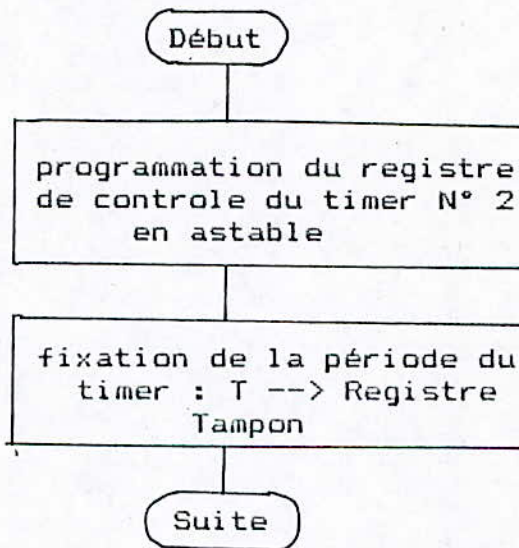 Début
programmation du registre
de controle du timer N° 2
en astable
fixation de la période du
timer : T --> Registre
Tampon
Suite